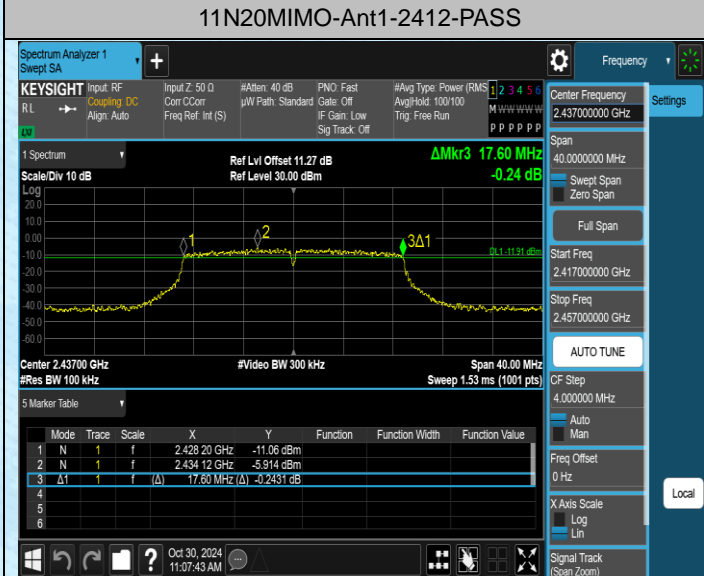 11N20MIMO-Ant1-2412-PASS
Spectrum Analyzer 1
Swept SA
+
Frequency
KEYSIGHT
RL
Input: RF
Coupling: DC
Align: Auto
Input Z: 50 Ω
Corr CCorr
Freq Ref: Int (S)
#Atten: 40 dB
µW Path: Standard
PNO: Fast
Gate: Off
IF Gain: Low
Sig Track: Off
#Avg Type: Power (RMS
Avg|Hold: 100/100
Trig: Free Run
1 2 3 4 5 6
M W W W W W
P P P P P P
Center Frequency
2.437000000 GHz
Settings
1 Spectrum
Scale/Div 10 dB
Ref Lvl Offset 11.27 dB
Ref Level 30.00 dBm
ΔMkr3 17.60 MHz
-0.24 dB
Span
40.0000000 MHz
Swept Span
Zero Span
Full Span
Start Freq
2.417000000 GHz
Stop Freq
2.457000000 GHz
AUTO TUNE
CF Step
4.000000 MHz
Auto
Man
Freq Offset
0 Hz
X Axis Scale
Log
Lin
Signal Track
(Span Zoom)
Local
Log
20.0
10.0
0.00
-10.0
-20.0
-30.0
-40.0
-50.0
-60.0
1
2
3Δ1
DL1 -11.91 dBm
Center 2.43700 GHz
#Video BW 300 kHz
Span 40.00 MHz
#Res BW 100 kHz
Sweep 1.53 ms (1001 pts)
5 Marker Table
Mode Trace Scale X Y Function Function Width Function Value
1 N 1 f 2.428 20 GHz -11.06 dBm
2 N 1 f 2.434 12 GHz -5.914 dBm
3 Δ1 1 f (Δ) 17.60 MHz (Δ) -0.2431 dB
4
5
6
?
Oct 30, 2024
11:07:43 AM